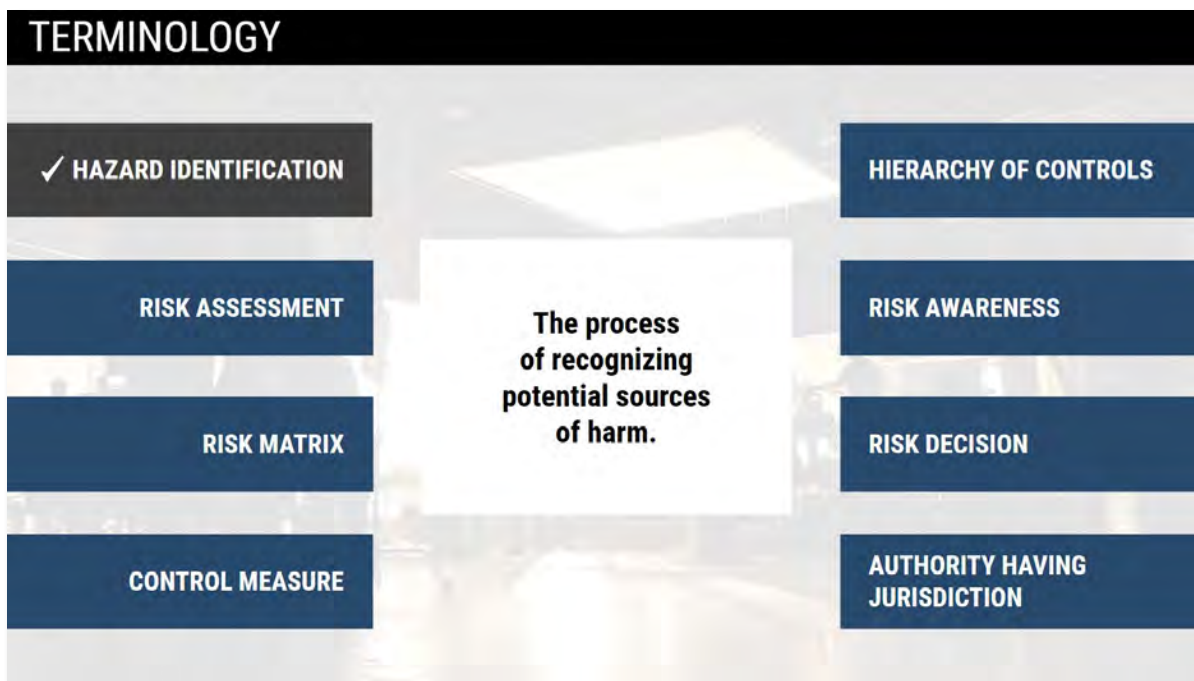 TERMINOLOGY
✓ HAZARD IDENTIFICATION
RISK ASSESSMENT
RISK MATRIX
CONTROL MEASURE
The process
of recognizing
potential sources
of harm.
HIERARCHY OF CONTROLS
RISK AWARENESS
RISK DECISION
AUTHORITY HAVING
JURISDICTION